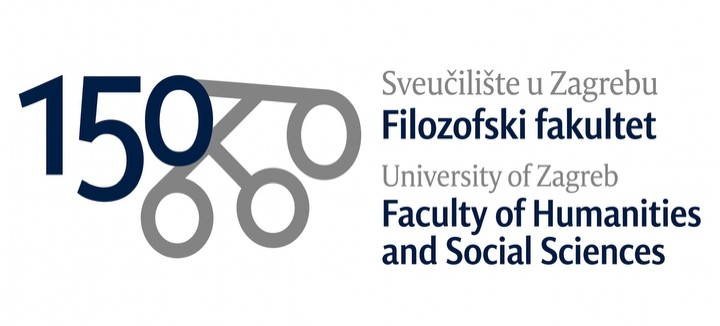 150
Sveučilište u Zagrebu
Filozofski fakultet
University of Zagreb
Faculty of Humanities
and Social Sciences